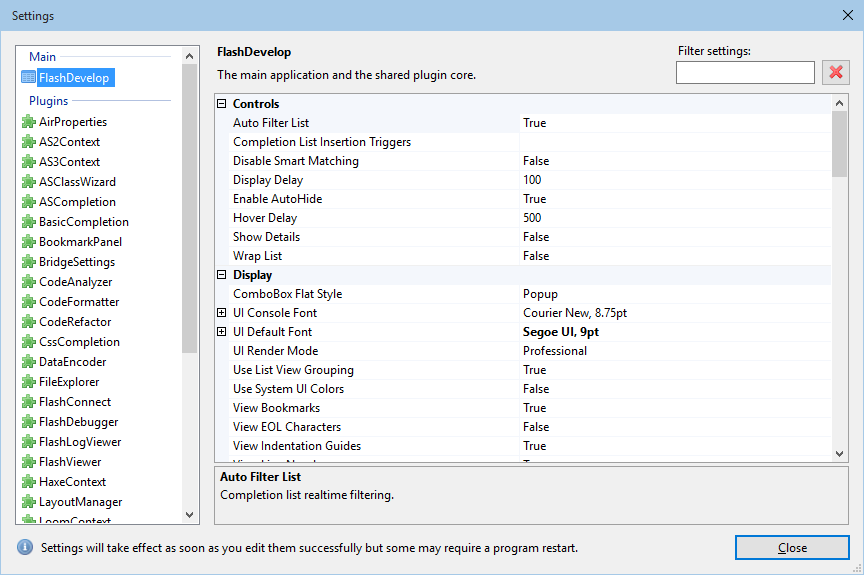 Settings
Main
FlashDevelop
Plugins
AirProperties
AS2Context
AS3Context
ASClassWizard
ASCompletion
BasicCompletion
BookmarkPanel
BridgeSettings
CodeAnalyzer
CodeFormatter
CodeRefactor
CssCompletion
DataEncoder
FileExplorer
FlashConnect
FlashDebugger
FlashLogViewer
FlashViewer
HaxeContext
LayoutManager
LoomContext
FlashDevelop
The main application and the shared plugin core.
Filter settings:
Controls
Auto Filter List True
Completion List Insertion Triggers
Disable Smart Matching False
Display Delay 100
Enable AutoHide True
Hover Delay 500
Show Details False
Wrap List False
Display
ComboBox Flat Style Popup
UI Console Font Courier New, 8.75pt
UI Default Font Segoe UI, 9pt
UI Render Mode Professional
Use List View Grouping True
Use System UI Colors False
View Bookmarks True
View EOL Characters False
View Indentation Guides True
Auto Filter List
Completion list realtime filtering.
Settings will take effect as soon as you edit them successfully but some may require a program restart.
Close